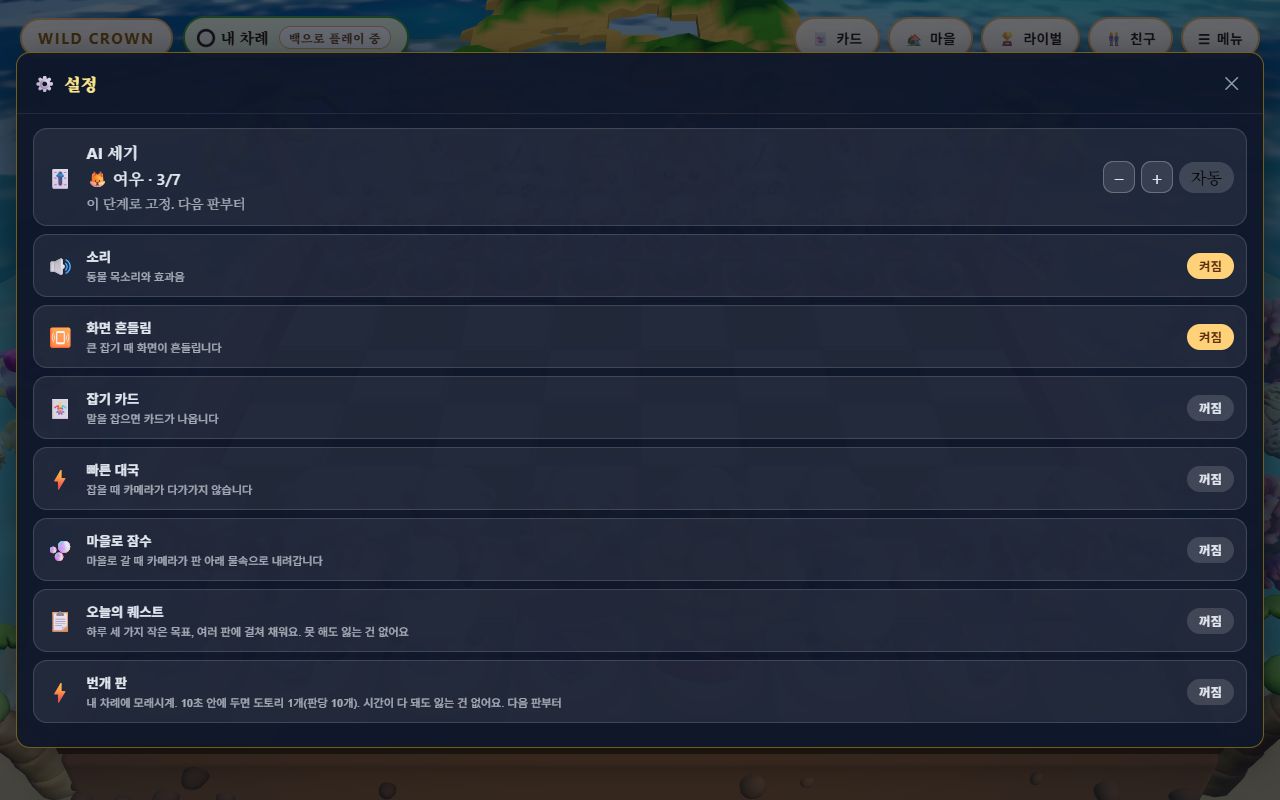 WILD CROWN
내 차례
백으로 플레이 중
카드
마을
라이벌
친구
☰ 메뉴
설정
AI 세기
여우 · 3/7
이 단계로 고정. 다음 판부터
− + 자동
소리
동물 목소리와 효과음
켜짐
화면 흔들림
큰 잡기 때 화면이 흔들립니다
켜짐
잡기 카드
말을 잡으면 카드가 나옵니다
꺼짐
빠른 대국
잡을 때 카메라가 다가가지 않습니다
꺼짐
마을로 잠수
마을로 갈 때 카메라가 판 아래 물속으로 내려갑니다
꺼짐
오늘의 퀘스트
하루 세 가지 작은 목표, 여러 판에 걸쳐 채워요. 못 해도 잃는 건 없어요
꺼짐
번개 판
내 차례에 모래시계. 10초 안에 두면 도토리 1개(판당 10개). 시간이 다 돼도 잃는 건 없어요. 다음 판부터
꺼짐